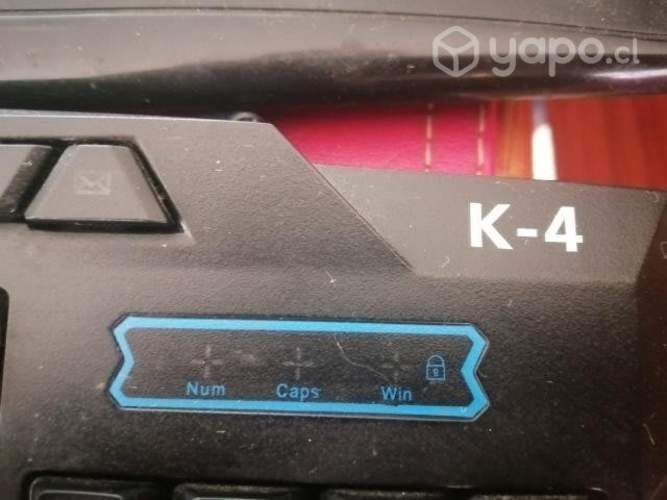 yapo.cl
K-4
Num Caps Win